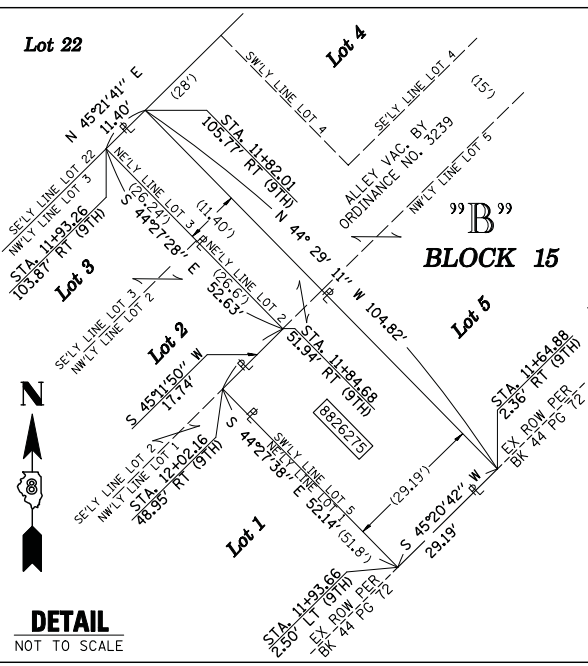 Lot 22
Lot 4
SW'LY LINE LOT 4
SE'LY LINE LOT 4
(15')
N 45°21'41" E
11.40'
(28')
STA. 11+82.01
105.77' RT (9TH)
ALLEY VAC. BY
ORDINANCE NO. 3239
NW'LY LINE LOT 5
SE'LY LINE LOT 22
NW'LY LINE LOT 3
STA. 11+93.26
103.87' RT (9TH)
NE'LY LINE LOT 3
(26.24')
S 44°27'28" E 52.63'
(11.40')
NE'LY LINE LOT 2
(26.6')
N 44° 29' 11" W 104.82'
"B"
BLOCK 15
Lot 3
SE'LY LINE LOT 3
NW'LY LINE LOT 2
Lot 2
Lot 5
STA. 11+84.68
51.94' RT (9TH)
STA. 11+64.88
2.36' RT (9TH)
S 45°11'50" W
17.74'
EX ROW PER
BK 44 PG 72
N
8
SE'LY LINE LOT 2
NW'LY LINE LOT 1
STA. 12+02.16
48.95' RT (9TH)
8826275
SW'LY LINE LOT 5
NE'LY LINE LOT 1
S 44°27'38" E 52.14'
(51.8')
(29.19')
S 45°20'42" W
29.19'
Lot 1
STA. 11+93.66
2.50' LT (9TH)
EX ROW PER
BK 44 PG 72
DETAIL
NOT TO SCALE